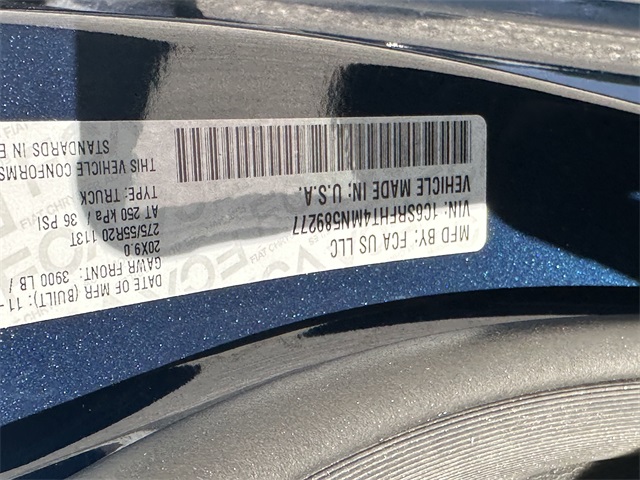 MFD BY: FCA US LLC
DATE OF MFR (BUILT): 11-
GAWR FRONT: 3900 LB /
20X9.0
275/55R20 113T
AT 250 kPa / 36 PSI
VIN: 1C6SRFHT4MN589277
TYPE: TRUCK
VEHICLE MADE IN: U.S.A.
THIS VEHICLE CONFORMS
STANDARDS IN E